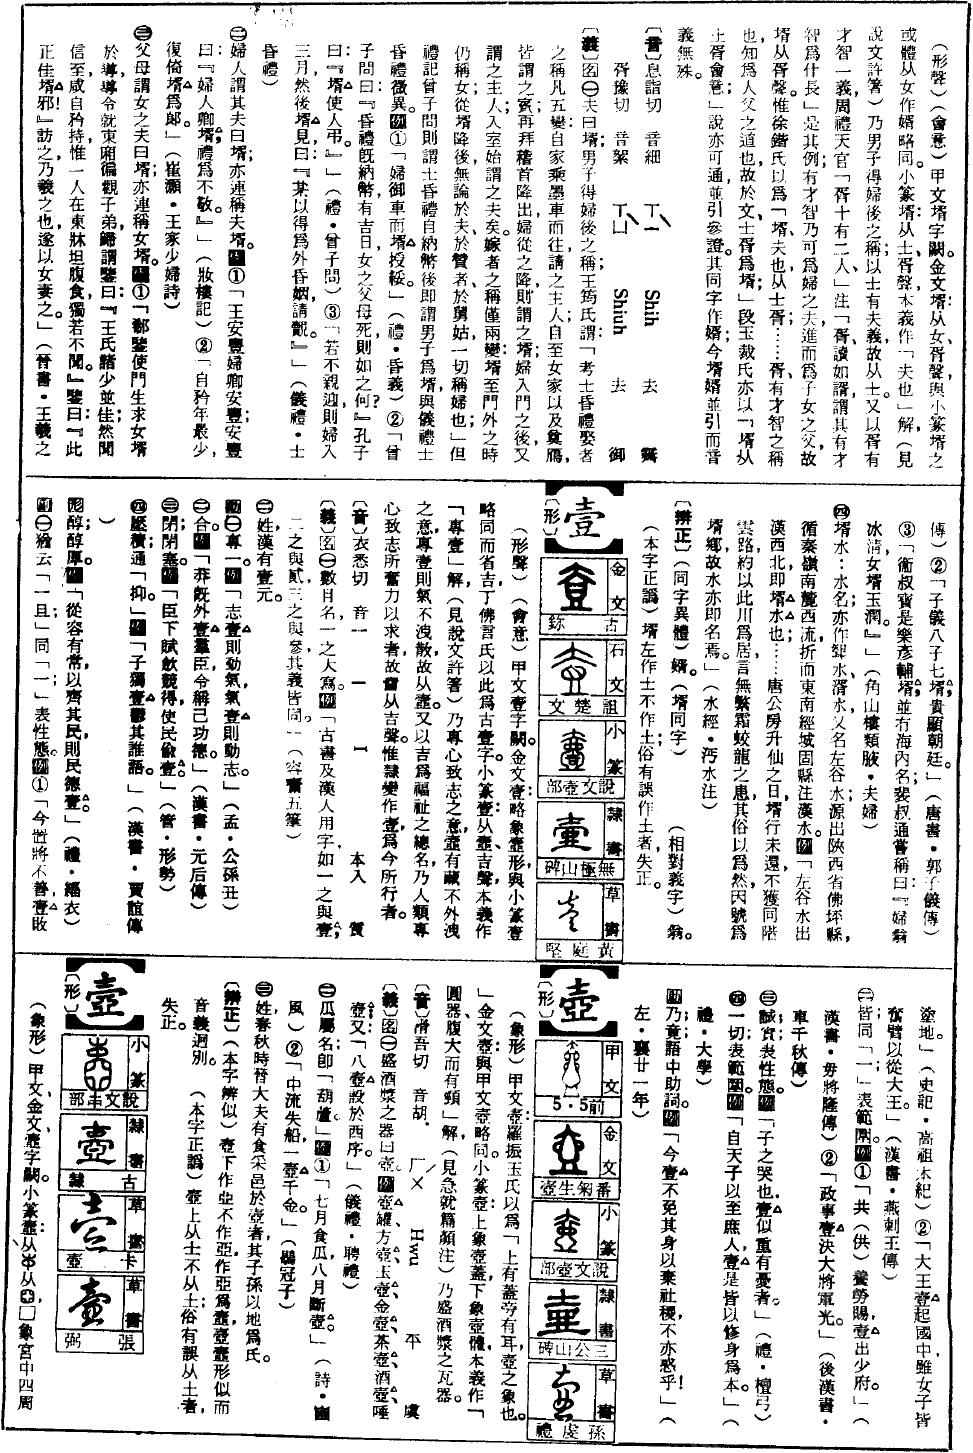 (形聲)(會意)甲文壻字闕。金文壻:从女胥聲,與小篆壻之
或體从女作婿略同。小篆壻:从士胥聲,本義作「夫也」解(見
說文許箸)乃男子得婦後之稱;以士有夫義,故从士。又以胥有
才智一義,周禮天官「胥十有二人」注「胥讀如諝,謂其有才
智爲什長」是其例;有才智乃可爲婦之夫,進而爲子女之父,故
壻从胥聲。惟徐鍇氏以爲「壻、夫也,从士胥……胥有才智之稱
也,知爲人父之道也,故於文、士胥爲壻」段玉裁氏亦以「壻从
士胥會意」說亦可通,並引參證。其同字作婿,今壻婿並引而音
義無殊。
〔音〕息詣切 音細 ㄒㄧ Shih 去 霽
胥豫切 音絮 ㄒㄩ Shiuh 去 御
〔義〕名㊀夫曰壻;男子得婦後之稱,王筠氏謂「考士昏禮娶者
之稱凡五變:自家乘墨車而往,請之主人,自至女家以及奠鴈,
皆謂之賓;再拜稽首,降出,婦從之,降則謂之壻;婦入門之後,又
謂之主人;入室始謂之夫矣。嫁者之稱僅兩變:壻至門外之時,
仍稱女,從壻降後,無論於夫、於贊者、於舅姑,一切稱婦也」但
禮記曾子問則謂士昏禮自納幣後即謂男子爲壻,與儀禮士
昏禮微異。例①「婦御車而壻授綏。」(禮·昏義)②「曾
子問曰:『昏禮既納幣,有吉日,女之父母死,則如之何?』孔子
曰:『壻使人弔。』」(禮·曾子問)③「若不親迎,則婦入
三月,然後壻見,曰:『某以得爲外昏姻,請覿。』」(儀禮·士
昏禮)
㊁婦人謂其夫曰壻;亦連稱夫壻。例①「王安豐婦卿安豐;安豐
曰:『婦人卿壻,禮爲不敬。』」(妝樓記)②「自矜年最少,
復倚壻爲郎。」(崔灝·王家少婦詩)
㊂父母謂女之夫曰壻;亦連稱女壻。例①「郗鑒使門生求女壻
於導,導令就東廂徧觀子弟,歸謂鑒曰:『王氏諸少並佳,然聞
信至,咸自矜持,惟一人在東牀坦腹食,獨若不聞。』鑒曰:『此
正佳壻邪!』訪之,乃羲之也,遂以女妻之。」(晉書·王羲之
傳)②「子儀八子七壻,貴顯朝廷。」(唐書·郭子儀傳)
③「衞叔寶是樂彥輔壻,並有海內名;裴叔通嘗稱曰:『婦翁
冰清,女壻玉潤。』」(角山樓類腋·夫婦)
㊃壻水:水名;亦作聟水、湑水,又名左谷水。源出陝西省佛坪縣,
循秦嶺南麓西流,折而東南經城固縣注漢水。例「左谷水出
漢西北,即壻水也……唐公房升仙之日,壻行未還,不獲同階
雲路,約以此川爲居,言無繁霜蛟龍之患,其俗以爲然,因號爲
壻鄉,故水亦即名焉。」(水經·沔水注)
〔辨正〕(同字異體)婿。(壻同字) (相對義字)翁。
(本字正譌)壻左作士不作土,俗有誤作土者失正。
壹〔形〕
金文 古鉨
石文 詛楚文
小篆 說文壺部
隸書 無極山碑
草書 黃庭堅
(形聲)(會意)甲文壹字闕。金文壹:略象壺形,與小篆壹
略同而省吉,丁佛言氏以此爲古壹字。小篆壹:从壺吉聲,本義作
「專壹」解(見說文許箸)乃專心致志之意;壺有藏不外洩
之意,專壹則氣不洩散,故从壺。又以吉爲福祉之總名,乃人類專
心致志所奮力以求者,故壹从吉聲。惟隸變作壹,爲今所行者。
〔音〕衣悉切 音一 ㄧ I 本入 質
〔義〕名㊀數目名,一之大寫。例「古書及漢人用字,如一之與壹,
二之與貳,三之與參,其義皆同。」(容齋五筆)
㊁姓,漢有壹元。
動㊀專一。例「志壹則動氣,氣壹則動志。」(孟·公孫丑)
㊁合。例「莽既外壹羣臣,令稱己功德。」(漢書·元后傳)
㊂閉;閉塞。例「臣下賦歛競得,使民偸壹。」(管·形勢)
㊃壓積;通「抑」。例「子獨壹鬱其誰語。」(漢書·賈誼傳
)
形醇;醇厚。例「從容有常,以齊其民,則民德壹。」(禮·緇衣)
副㊀猶云「一旦」;同「一」,表性態。例①「今置將不善,壹敗
塗地。」(史記·高祖本紀)②「大王壹起,國中雖女子皆
奮臂以從大王。」(漢書·燕刺王傳)
㊁皆;同「一」,表範圍。例①「共(供)養勞賜,壹出少府。」(
漢書·毋將隆傳)②「政事壹決大將軍光。」(後漢書·
車千秋傳)
㊂誠;實;表性態。例「子之哭也,壹似重有憂者。」(禮·檀弓)
㊃一切;表範圍。例「自天子以至庶人,壹是皆以修身爲本。」(
禮·大學)
助乃;竟;語中助詞。例「今壹不免其身,以棄社稷,不亦惑乎!」(
左·襄廿一年)
壺〔形〕
甲文 前5·5
金文 番匊生壺
小篆 說文壺部
隸書 三公山碑
草書 孫虔禮
(象形)甲文壺:羅振玉氏以爲「上有蓋,旁有耳,壺之象也。
」金文壺:與甲文壺略同。小篆壺:上象壺蓋,下象壺體,本義作「
圓器,腹大而有頸」解(見急就篇顏注)乃盛酒漿之瓦器。
〔音〕滑吾切 音胡 ㄏㄨ Hwu 平 虞
〔義〕名㊀盛酒漿之器曰壺。例壺罐、方壺、玉壺、金壺、茶壺、酒壺、唾
壺;又「八壺設於西序。」(儀禮·聘禮)
㊁瓜屬名;即「葫蘆」。例①「七月食瓜,八月斷壺。」(詩·豳
風)②「中流失船,一壺千金。」(鶡冠子)
㊂姓,春秋時晉大夫有食采邑於壺者,其子孫以地爲氏。
〔辨正〕(本字辨似)壺下作亞不作亞,作亞爲壼;壺壼形似而
音義迥別。 (本字正譌)壺上从士不从土;俗有誤从土者,
失正。
壼〔形〕
小篆 說文𣠔部
隸書 古隸
草書 卞壼
草書 張弼
(象形)甲文、金文壼字闕。小篆壼:从